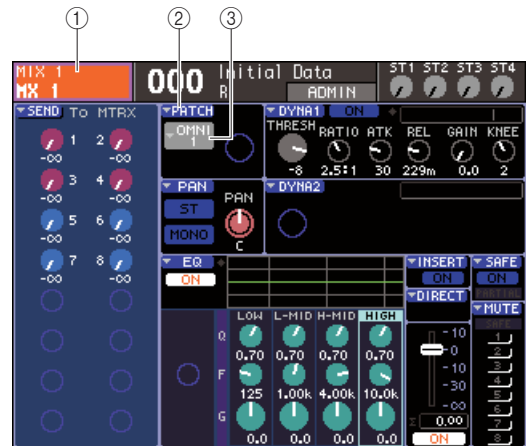 ① ② ③
MIX 1
MX 1
000 Initial Data
R ADMIN
ST1 ST2 ST3 ST4
SEND To MTRX
1 2
-∞ -∞
3 4
-∞ -∞
5 6
-∞ -∞
7 8
-∞ -∞
PATCH
OMNI
1
DYNA1 ON
THRESH RATIO ATK REL GAIN KNEE
-8 2.5:1 30 229m 0.0 2
PAN
ST
MONO
PAN
C
DYNA2
EQ
ON
LOW L-MID H-MID HIGH
Q
0.70 0.70 0.70 0.70
F
125 1.00k 4.00k 10.0k
G
0.0 0.0 0.0 0.0
INSERT
ON
DIRECT
10
0
-10
-30
-∞
Σ 0.00
ON
SAFE
ON
PARTIAL
MUTE
SAFE
1
2
3
4
5
6
7
8